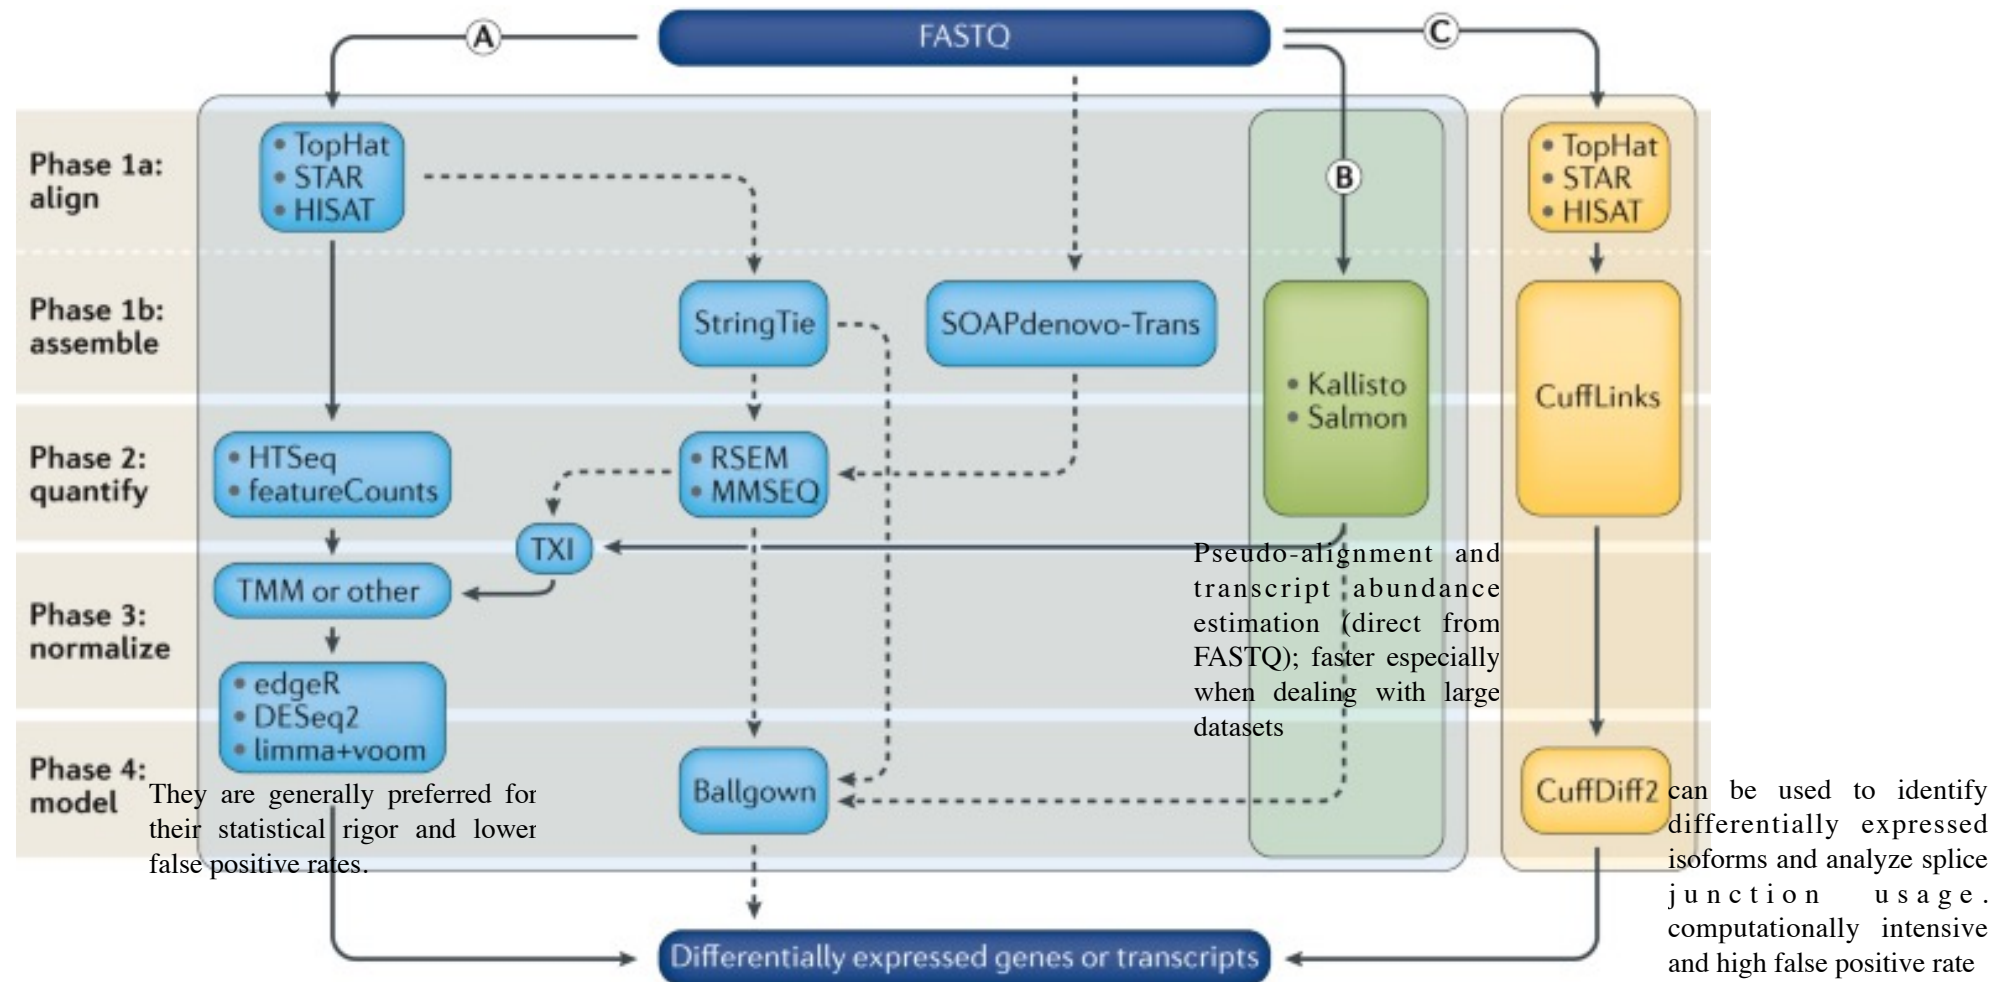 FASTQ
A
C
B
Phase 1a:
align
• TopHat
• STAR
• HISAT
• TopHat
• STAR
• HISAT
Phase 1b:
assemble
StringTie
SOAPdenovo-Trans
• Kallisto
• Salmon
CuffLinks
Phase 2:
quantify
• HTSeq
• featureCounts
• RSEM
• MMSEQ
TXI
Phase 3:
normalize
TMM or other
• edgeR
• DESeq2
• limma+voom
Pseudo-alignment and
transcript abundance
estimation (direct from
FASTQ); faster especially
when dealing with large
datasets
Phase 4:
model
They are generally preferred for
their statistical rigor and lower
false positive rates.
Ballgown
CuffDiff2
can be used to identify
differentially expressed
isoforms and analyze splice
junction usage.
computationally intensive
and high false positive rate
Differentially expressed genes or transcripts